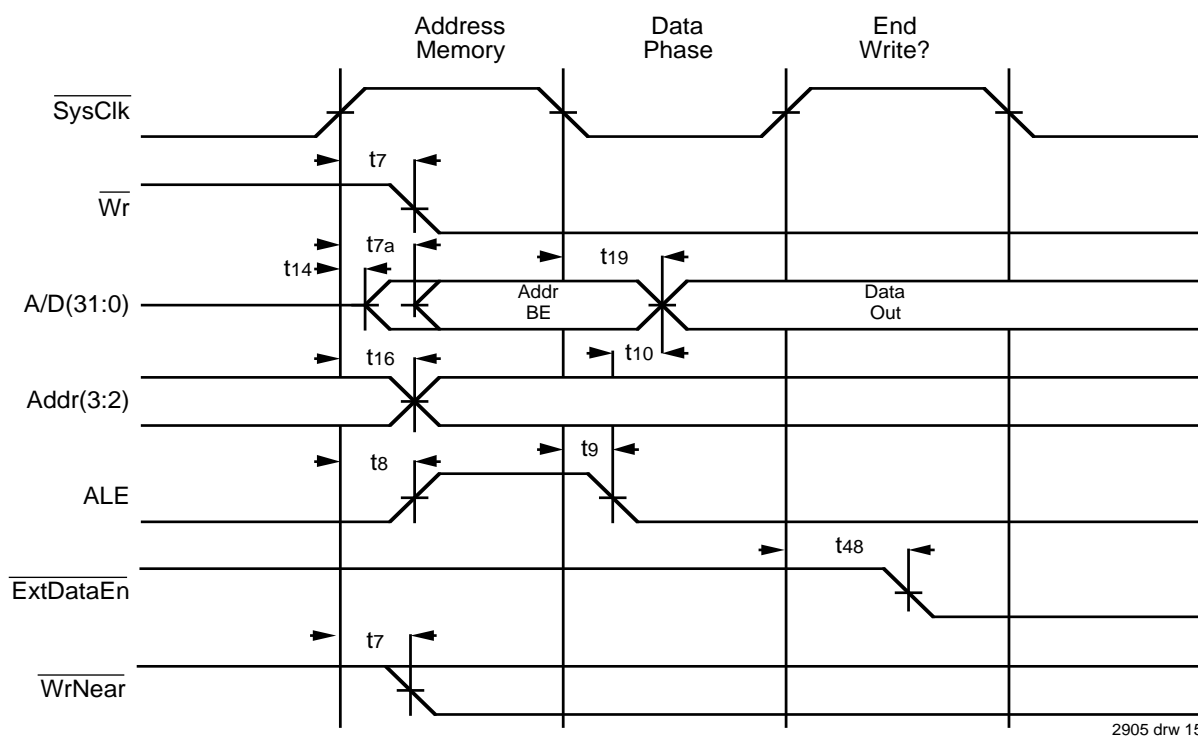 Address
Memory
Data
Phase
End
Write?
SysClk
t7
Wr
t7a
t14
t19
A/D(31:0)
Addr
BE
Data
Out
t10
t16
Addr(3:2)
t9
t8
ALE
t48
ExtDataEn
t7
WrNear
2905 drw 15